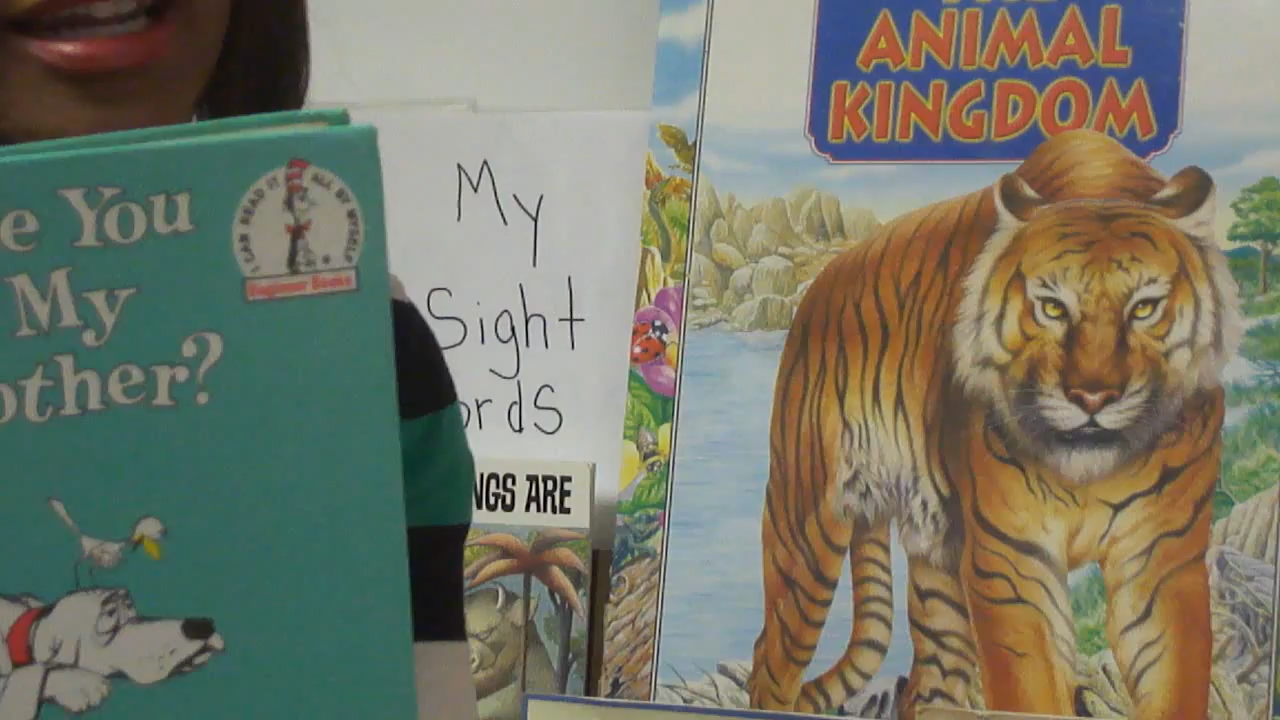 e You
My
other?
I CAN READ IT ALL BY MYSELF
Beginner Books
My
Sight
ords
NGS ARE
ANIMAL
KINGDOM